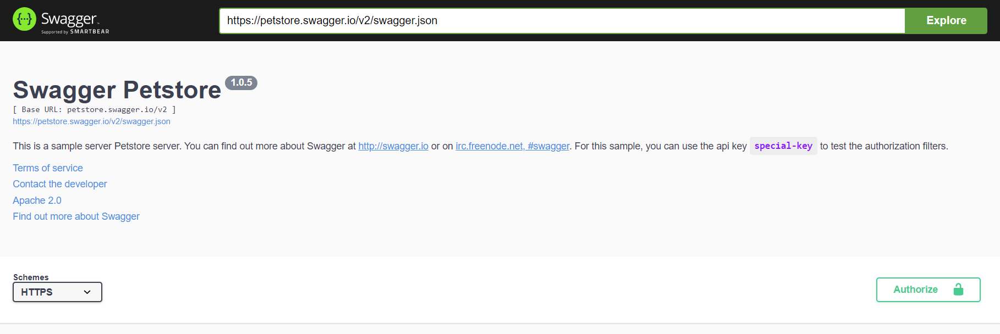 Swagger
Supported by SMARTBEAR
https://petstore.swagger.io/v2/swagger.json
Explore
Swagger Petstore 1.0.5
[ Base URL: petstore.swagger.io/v2 ]
https://petstore.swagger.io/v2/swagger.json
This is a sample server Petstore server. You can find out more about Swagger at http://swagger.io or on irc.freenode.net, #swagger. For this sample, you can use the api key special-key to test the authorization filters.
Terms of service
Contact the developer
Apache 2.0
Find out more about Swagger
Schemes
HTTPS
Authorize